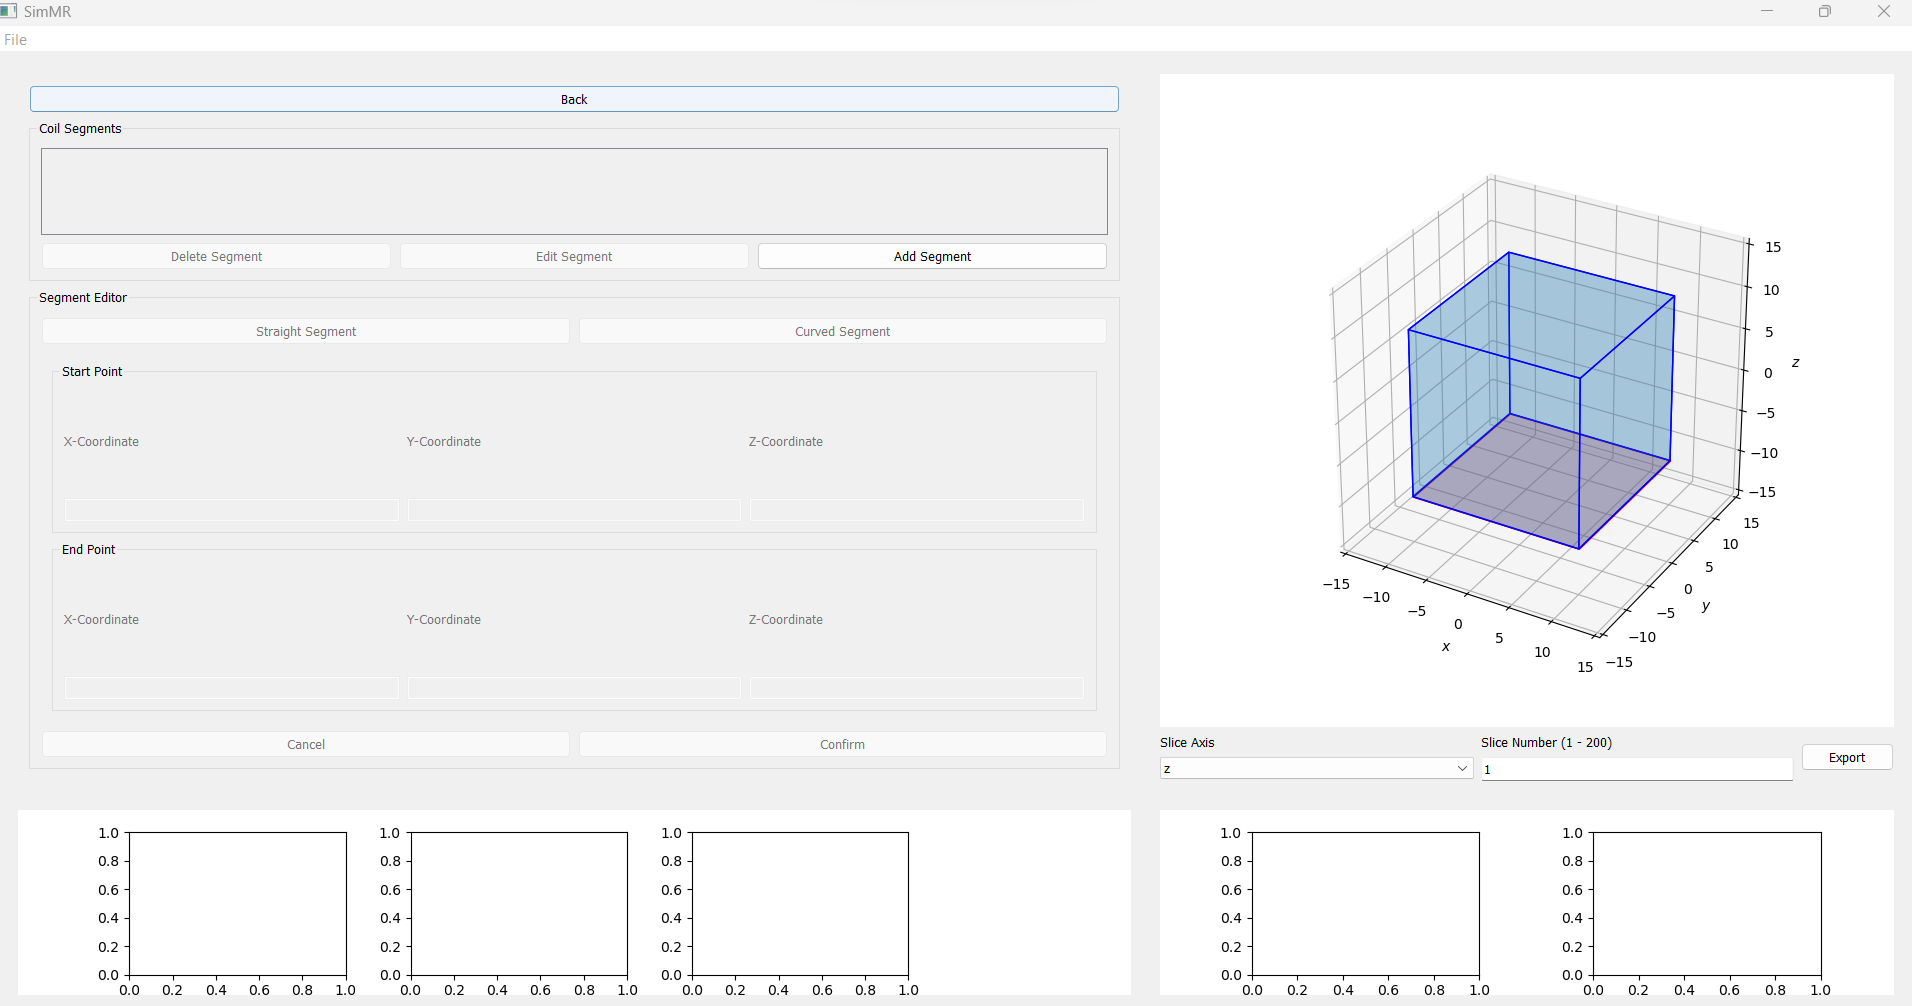 SimMR
File
Back
Coil Segments
Delete Segment Edit Segment Add Segment
Segment Editor
Straight Segment Curved Segment
Start Point
X-Coordinate Y-Coordinate Z-Coordinate
End Point
X-Coordinate Y-Coordinate Z-Coordinate
Cancel Confirm
15
10
5
0
−5
−10
−15
z
−15
−10
−5
0
5
10
15
x
15
10
5
0
−5
−10
−15
y
Slice Axis
z
Slice Number (1 - 200)
1
Export
1.0
0.8
0.6
0.4
0.2
0.0
0.0 0.2 0.4 0.6 0.8 1.0
1.0
0.8
0.6
0.4
0.2
0.0
0.0 0.2 0.4 0.6 0.8 1.0
1.0
0.8
0.6
0.4
0.2
0.0
0.0 0.2 0.4 0.6 0.8 1.0
1.0
0.8
0.6
0.4
0.2
0.0
0.0 0.2 0.4 0.6 0.8 1.0
1.0
0.8
0.6
0.4
0.2
0.0
0.0 0.2 0.4 0.6 0.8 1.0